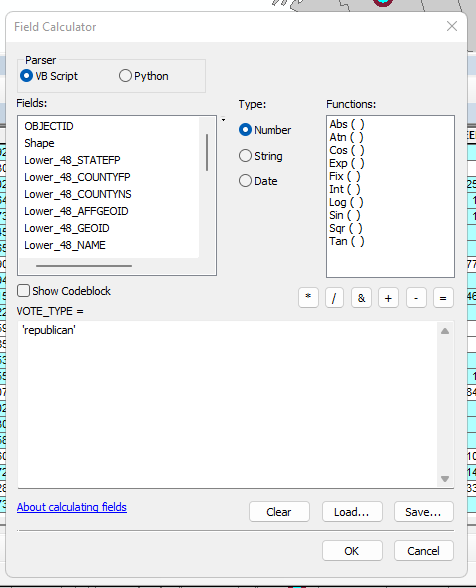 Field Calculator
Parser
VB Script
Python
Fields:
Type:
Functions:
OBJECTID
Shape
Lower_48_STATEFP
Lower_48_COUNTYFP
Lower_48_COUNTYNS
Lower_48_AFFGEOID
Lower_48_GEOID
Lower_48_NAME
Number
String
Date
Abs ( )
Atn ( )
Cos ( )
Exp ( )
Fix ( )
Int ( )
Log ( )
Sin ( )
Sqr ( )
Tan ( )
Show Codeblock
* / & + - =
VOTE_TYPE =
'republican'
About calculating fields
Clear
Load...
Save...
OK
Cancel